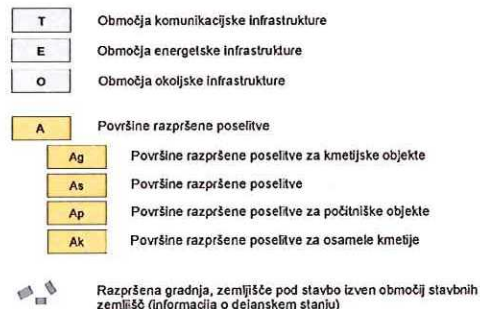 T Območja komunikacijske infrastrukture
E Območja energetske infrastrukture
O Območja okoljske infrastrukture
A Površine razpršene poselitve
Ag Površine razpršene poselitve za kmetijske objekte
As Površine razpršene poselitve
Ap Površine razpršene poselitve za počitniške objekte
Ak Površine razpršene poselitve za osamele kmetije
Razpršena gradnja, zemljišče pod stavbo izven območij stavbnih
zemljišč (informacija o dejanskem stanju)